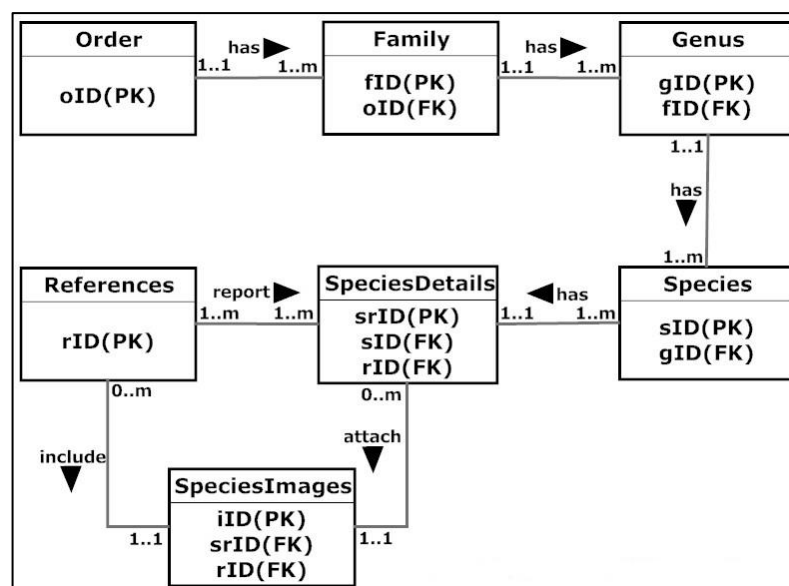 Order
oID(PK)
1..1
has
1..m
Family
fID(PK)
oID(FK)
1..1
has
1..m
Genus
gID(PK)
fID(FK)
1..1
has
1..m
References
rID(PK)
1..m
report
1..m
SpeciesDetails
srID(PK)
sID(FK)
rID(FK)
1..1
has
1..m
Species
sID(PK)
gID(FK)
0..m
include
1..1
0..m
attach
1..1
SpeciesImages
iID(PK)
srID(FK)
rID(FK)